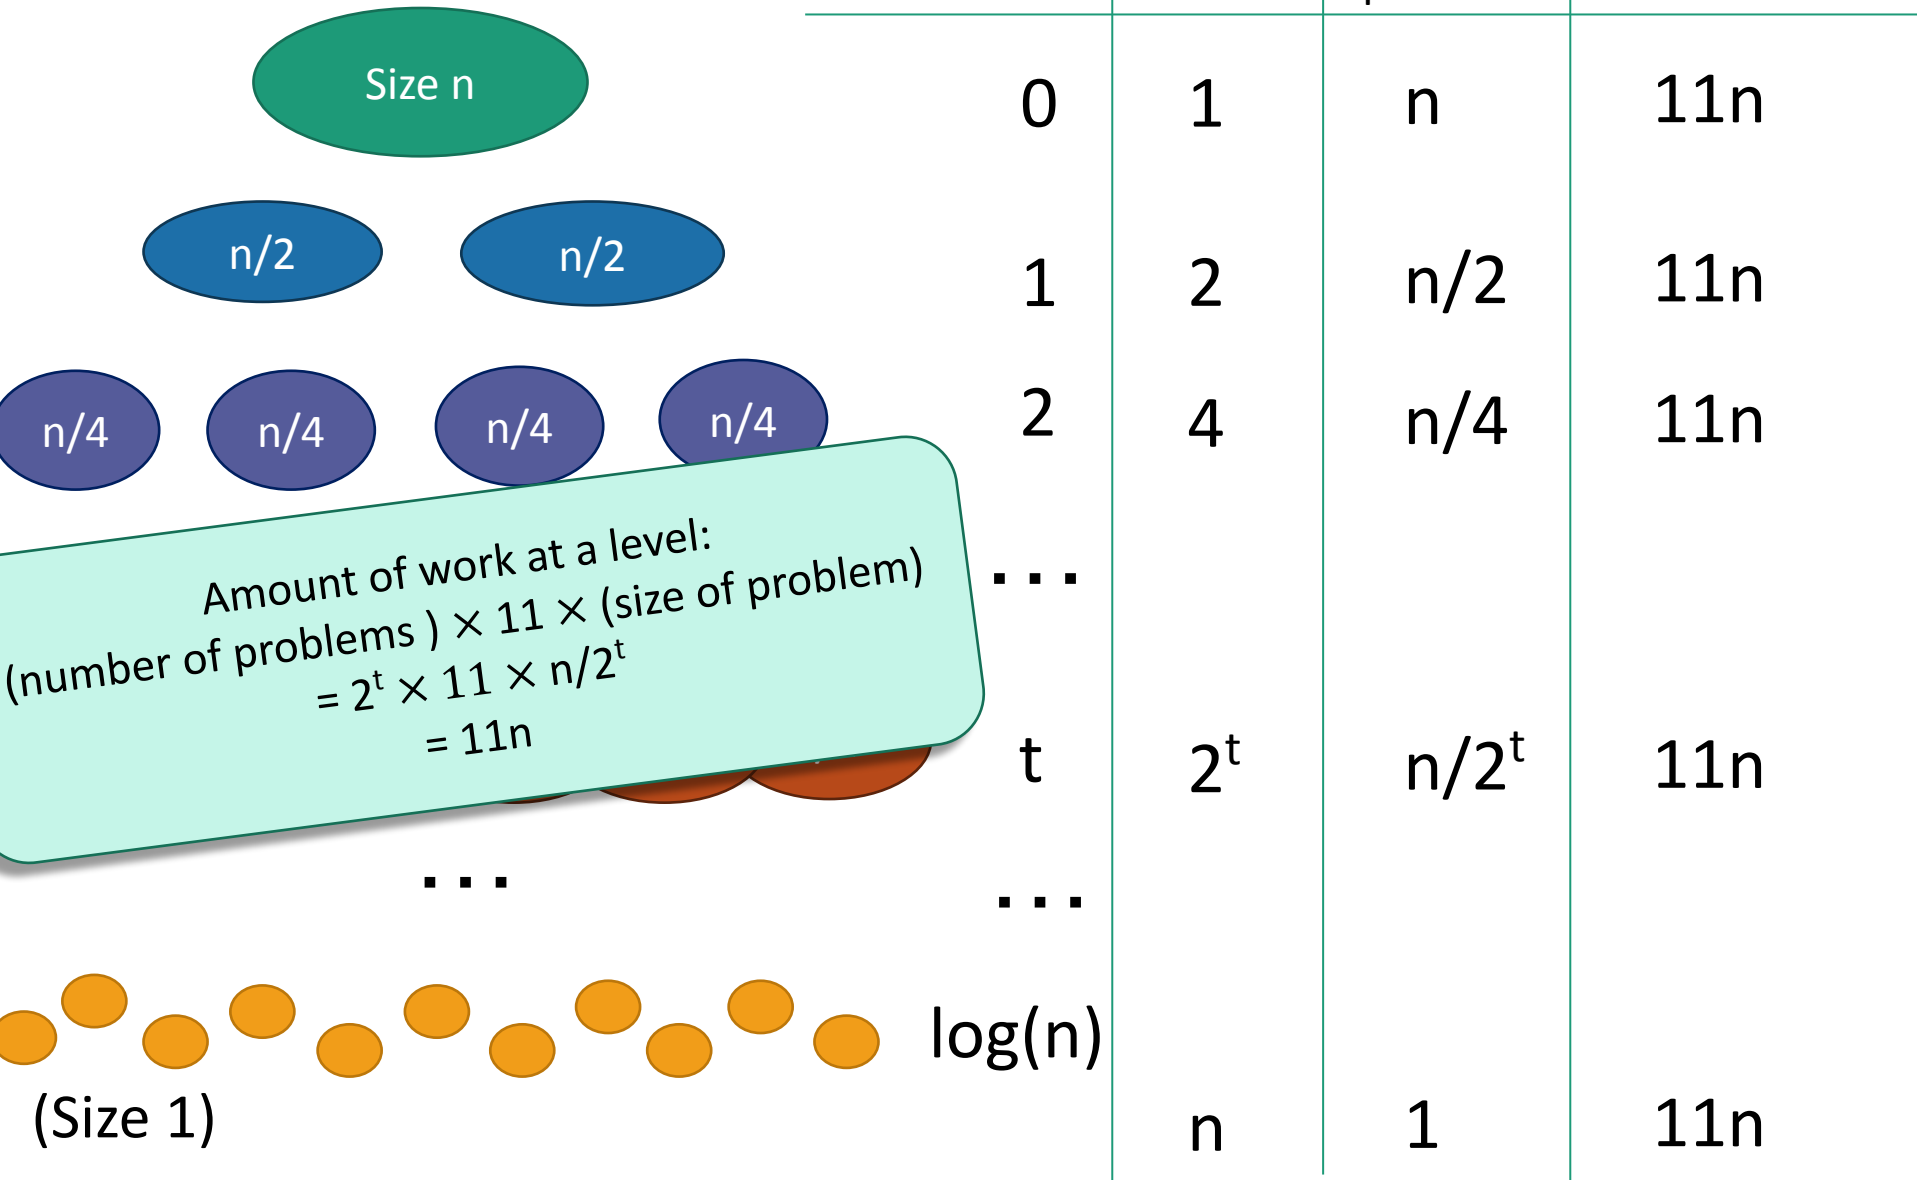 Size n
0 1 n 11n
n/2 n/2
1 2 n/2 11n
n/4 n/4 n/4 n/4
2 4 n/4 11n
Amount of work at a level:
(number of problems ) × 11 × (size of problem)
= 2ᵗ × 11 × n/2ᵗ
= 11n
...
t 2ᵗ n/2ᵗ 11n
...
...
log(n)
(Size 1)
n 1 11n